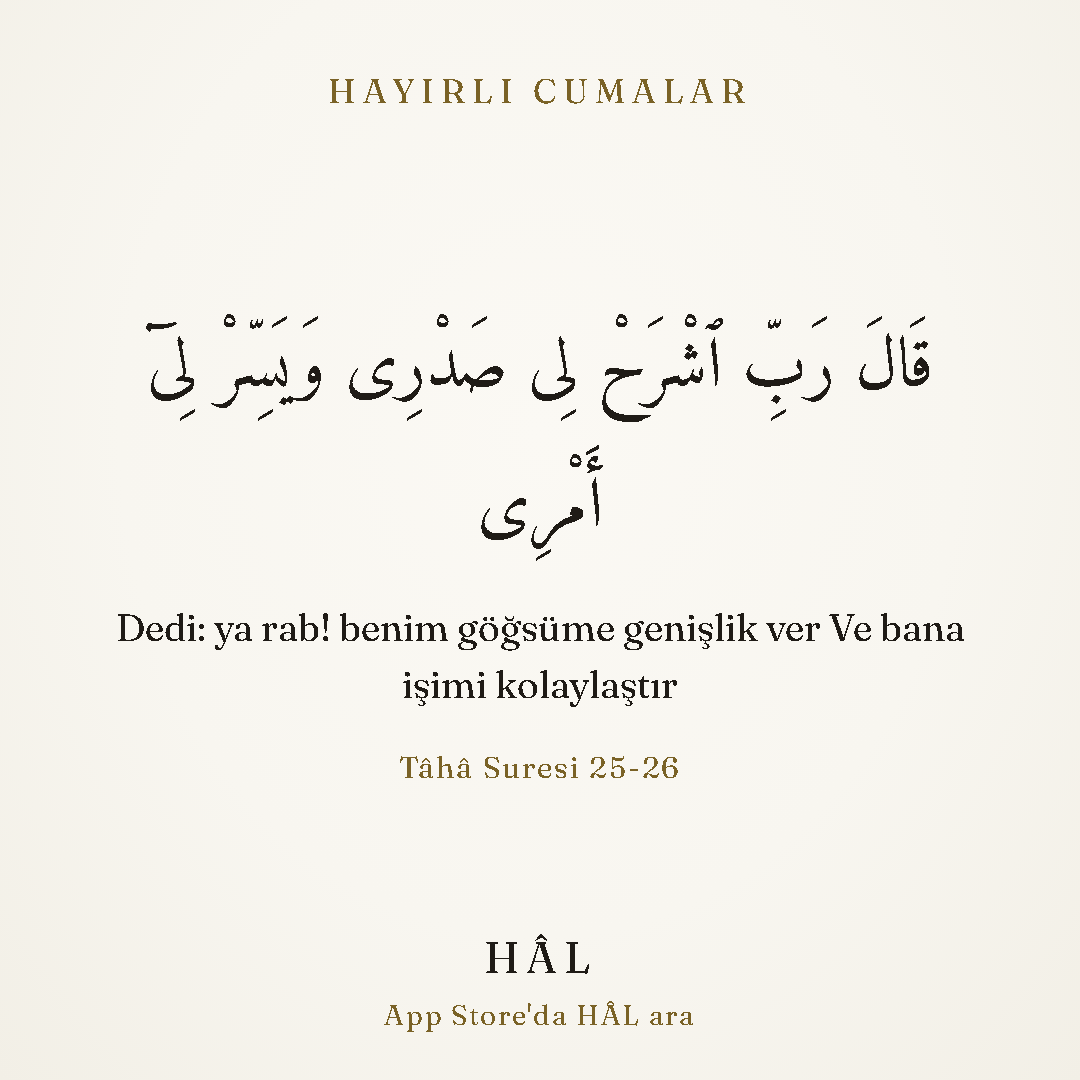 HAYIRLI CUMALAR
قَالَ رَبِّ ٱشْرَحْ لِى صَدْرِى وَيَسِّرْ لِىٓ
أَمْرِى
Dedi: ya rab! benim göğsüme genişlik ver Ve bana
işimi kolaylaştır
Tâhâ Suresi 25-26
HÂL
App Store'da HÂL ara